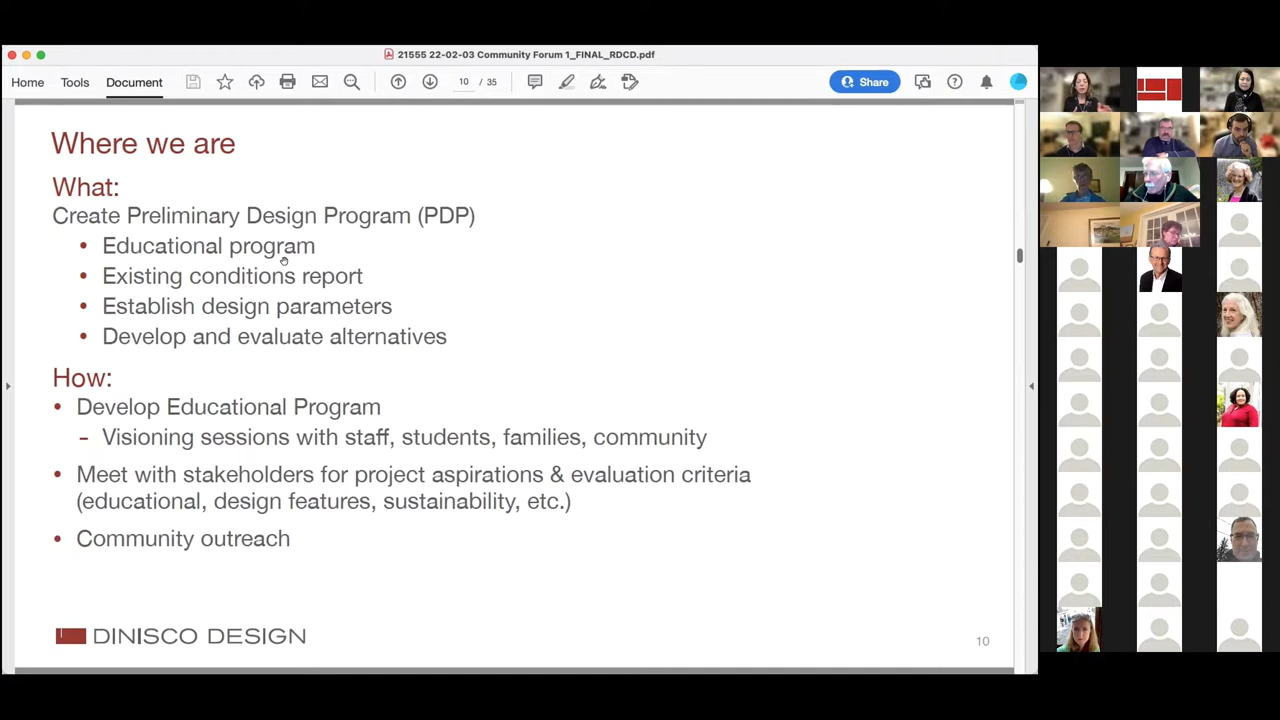 21555 22-02-03 Community Forum 1_FINAL_RDCD.pdf
Home Tools Document 10 / 35 Share
Where we are
What:
Create Preliminary Design Program (PDP)
• Educational program
• Existing conditions report
• Establish design parameters
• Develop and evaluate alternatives
How:
• Develop Educational Program
- Visioning sessions with staff, students, families, community
• Meet with stakeholders for project aspirations & evaluation criteria
(educational, design features, sustainability, etc.)
• Community outreach
DINISCO DESIGN
10